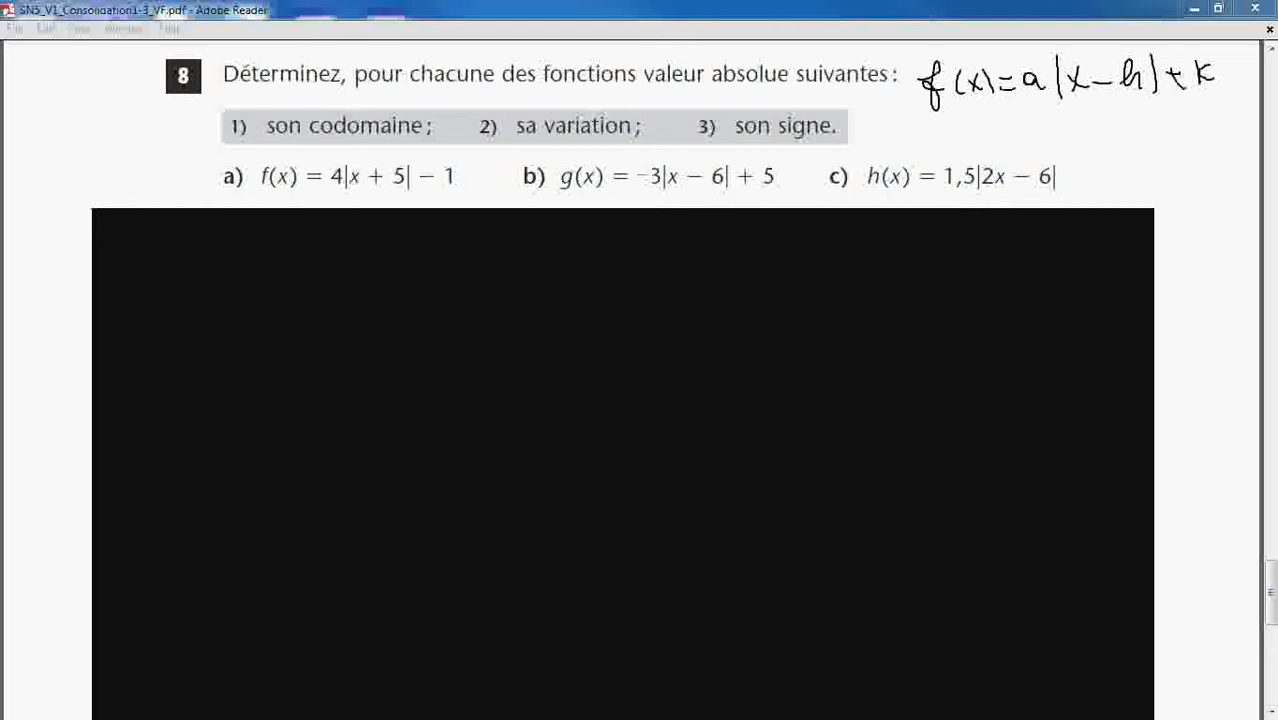 SN5_V1_Consolidation1-3_VF.pdf - Adobe Reader
8 Déterminez, pour chacune des fonctions valeur absolue suivantes : f(x)=a|x-h|+k
1) son codomaine ; 2) sa variation ; 3) son signe.
a) f(x) = 4|x + 5| − 1 b) g(x) = −3|x − 6| + 5 c) h(x) = 1,5|2x − 6|